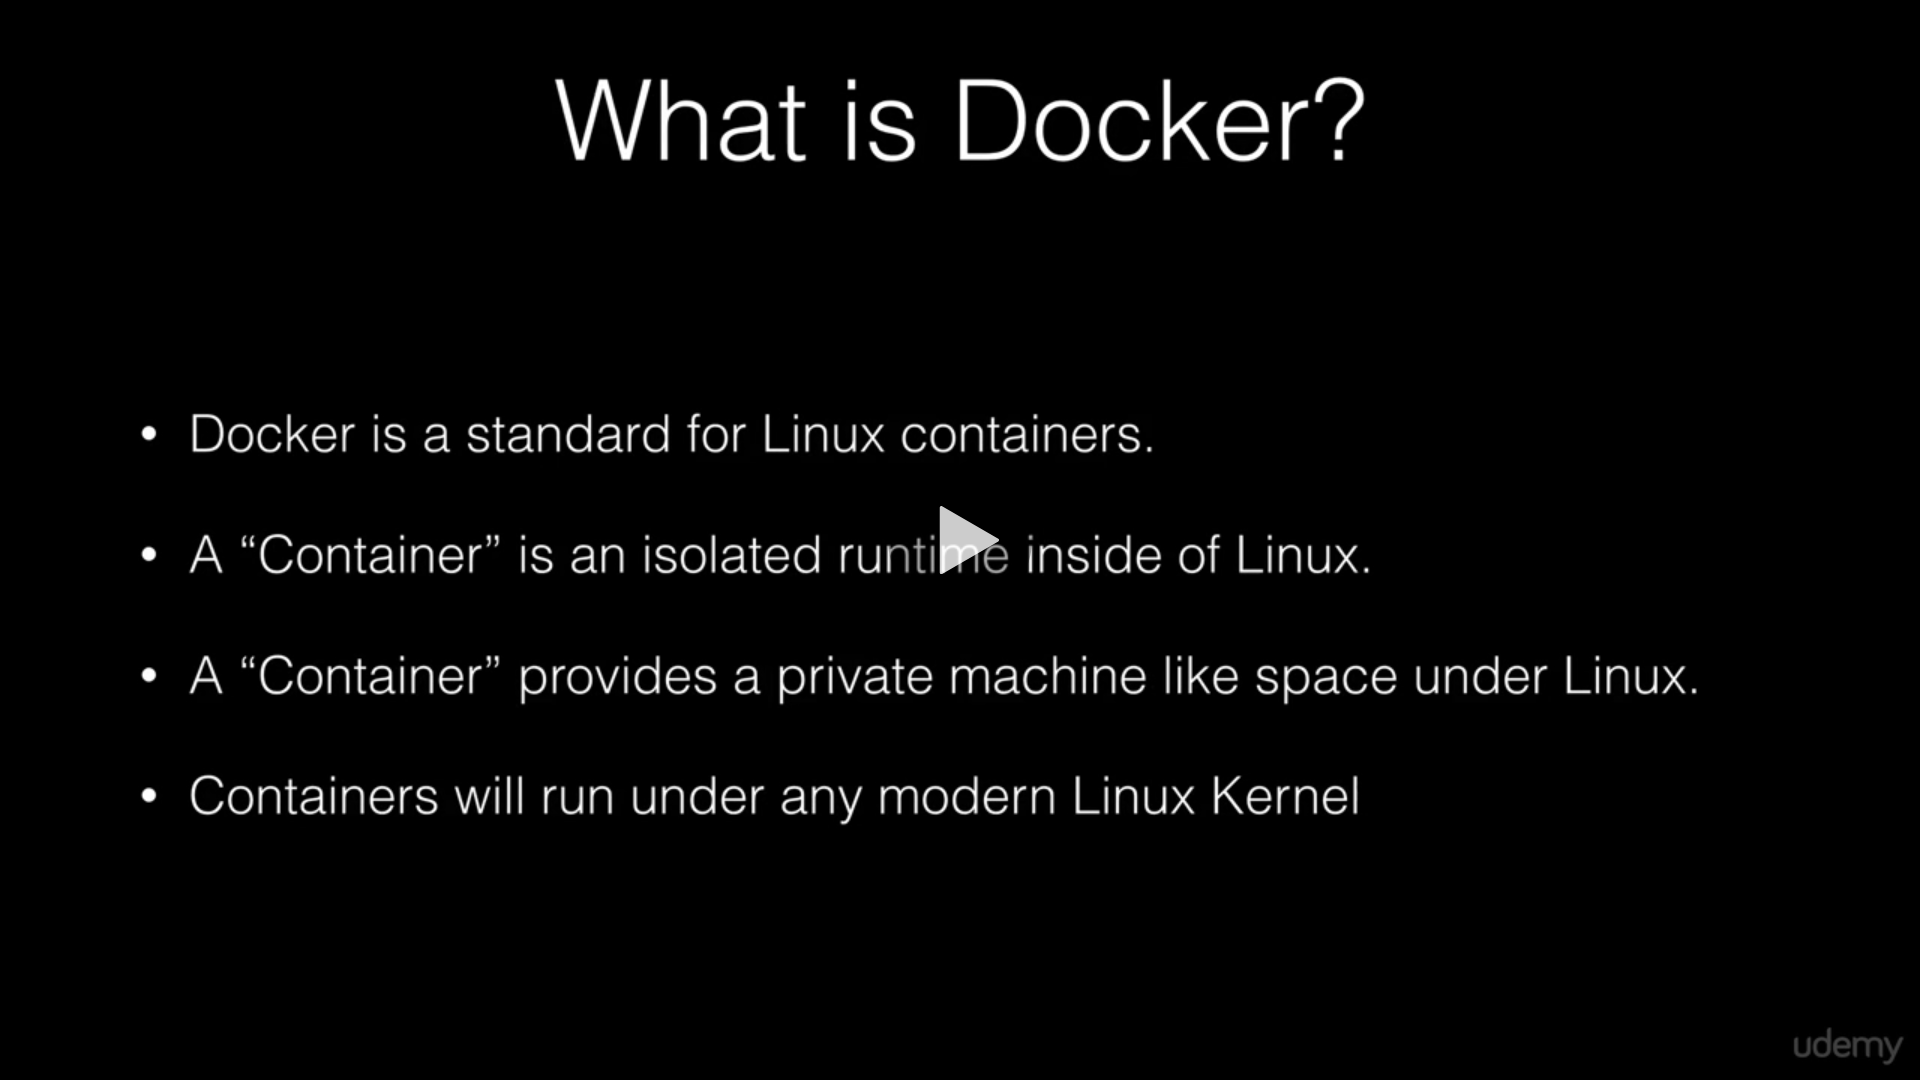 What is Docker?
• Docker is a standard for Linux containers.
• A “Container” is an isolated runtime inside of Linux.
• A “Container” provides a private machine like space under Linux.
• Containers will run under any modern Linux Kernel
udemy